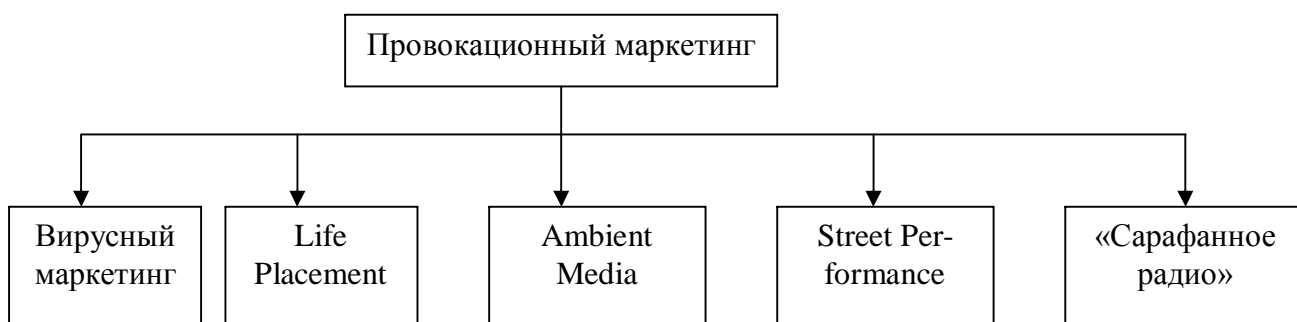 Провокационный маркетинг
Вирусный
маркетинг
Life
Placement
Ambient
Media
Street Per-
formance
«Сарафанное
радио»